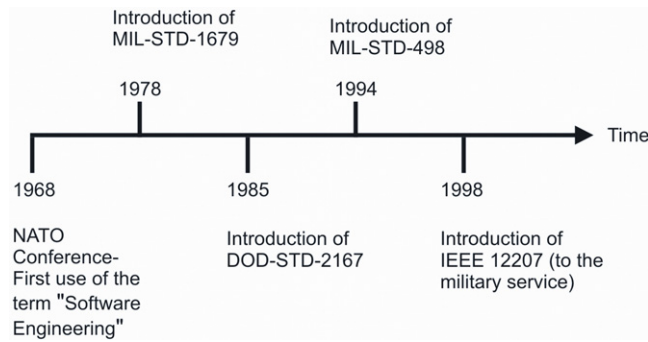 Introduction of
MIL-STD-1679
Introduction of
MIL-STD-498
1978
1994
Time
1968
1985
1998
NATO
Conference-
First use of the
term "Software
Engineering"
Introduction of
DOD-STD-2167
Introduction of
IEEE 12207 (to the
military service)